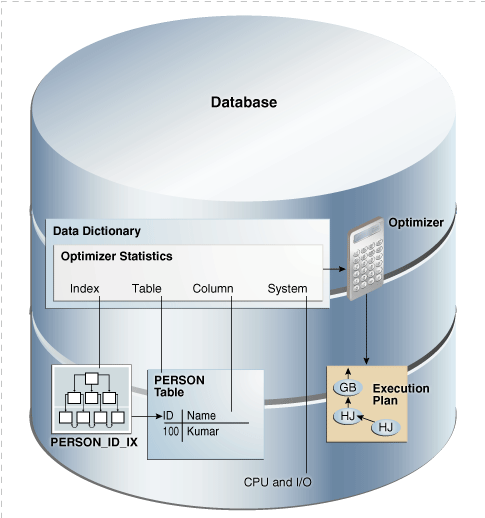 Database
Data Dictionary
Optimizer
Optimizer Statistics
Index Table Column System
PERSON
Table
ID Name
100 Kumar
PERSON_ID_IX
GB
HJ
HJ
Execution
Plan
CPU and I/O